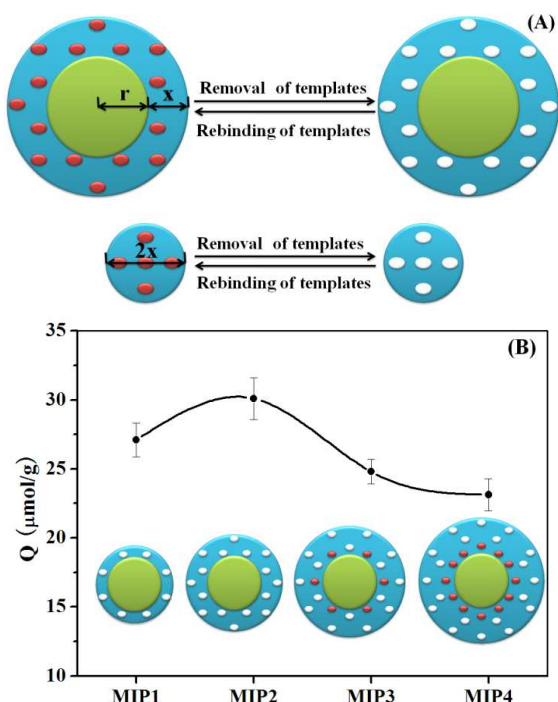 (A)
r
x
Removal of templates
Rebinding of templates
2x
Removal of templates
Rebinding of templates
(B)
35
30
25
20
15
10
Q (μmol/g)
MIP1 MIP2 MIP3 MIP4